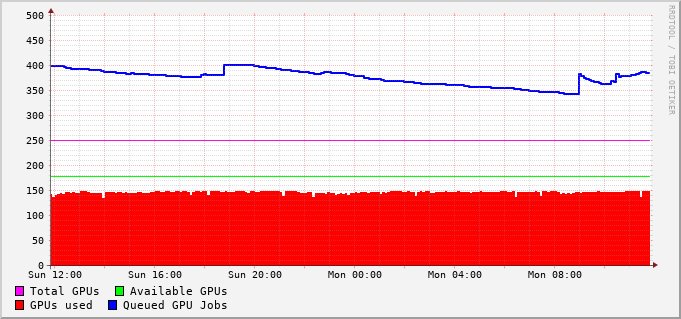 500
450
400
350
300
250
200
150
100
50
0
Sun 12:00 Sun 16:00 Sun 20:00 Mon 00:00 Mon 04:00 Mon 08:00
Total GPUs Available GPUs
GPUs used Queued GPU Jobs
RRDTOOL / TOBI OETIKER